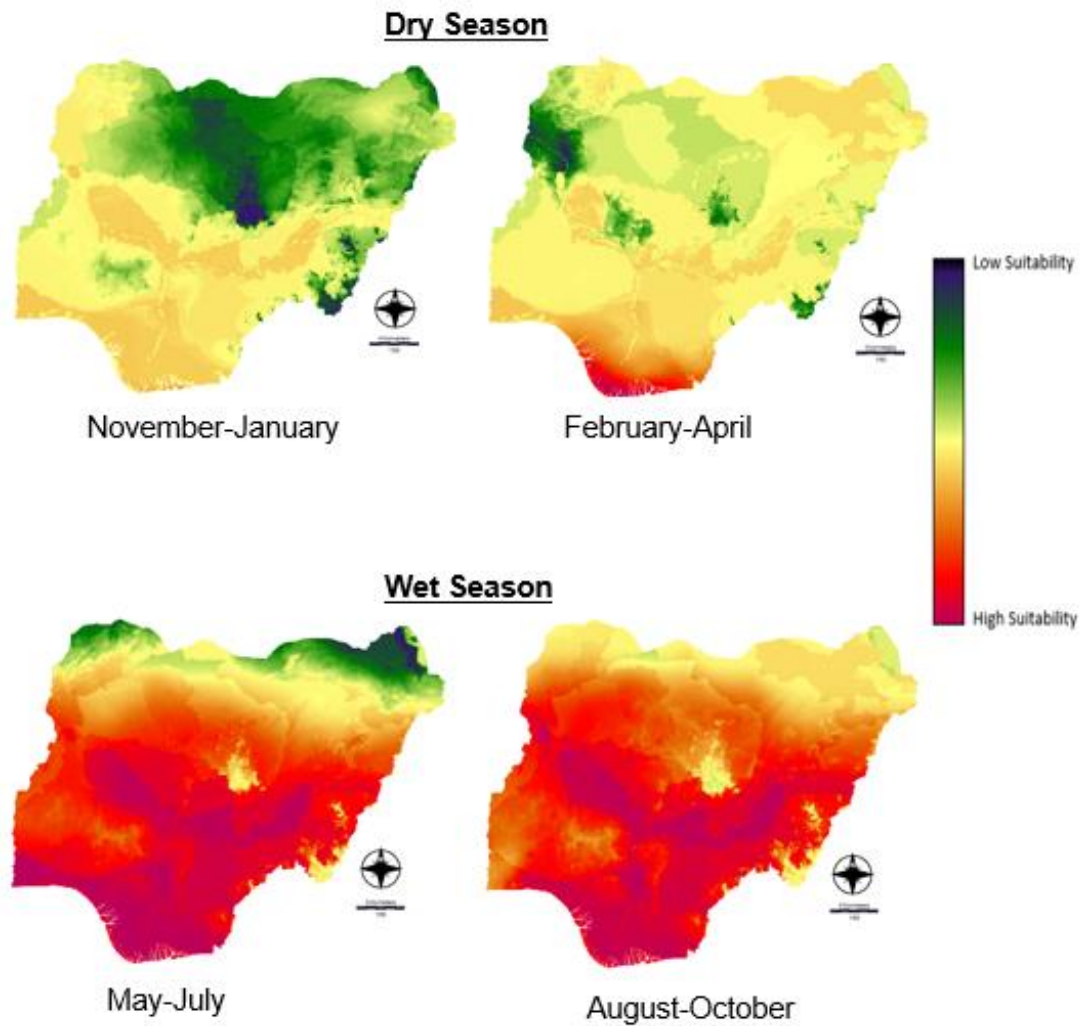 Dry Season
November-January
February-April
Low Suitability
High Suitability
Wet Season
May-July
August-October